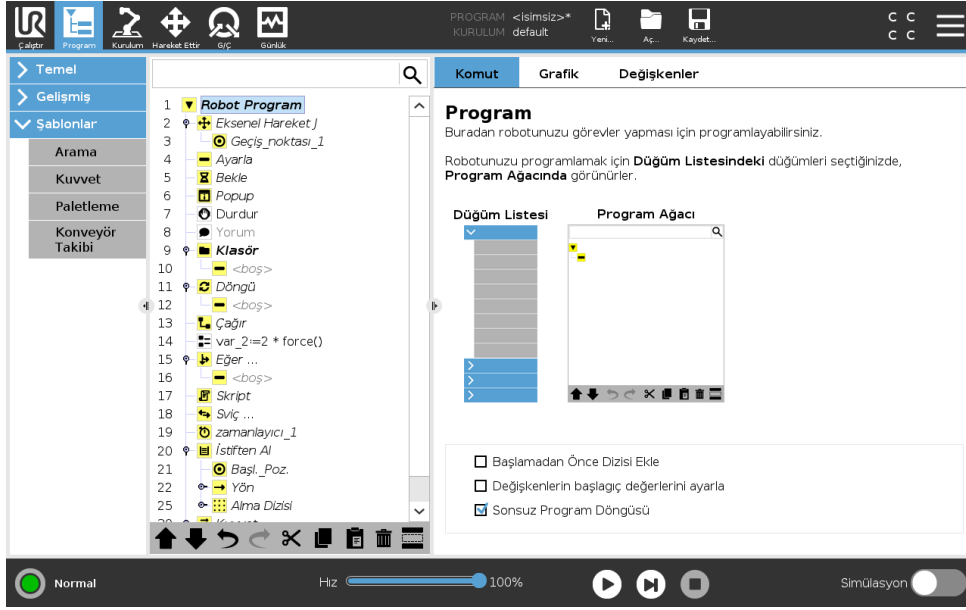 PROGRAM <isimsiz>*
KURULUM default
Çalıştır
Program
Kurulum
Hareket Ettir
G/Ç
Günlük
Yeni...
Aç...
Kaydet...
C C
C C
Temel
Gelişmiş
Şablonlar
Arama
Kuvvet
Paletleme
Konveyör
Takibi
1 Robot Program
2 Eksenel Hareket J
3 Geçiş_noktası_1
4 Ayarla
5 Bekle
6 Popup
7 Durdur
8 Yorum
9 Klasör
10 <boş>
11 Döngü
12 <boş>
13 Çağır
14 var_2:=2 * force()
15 Eğer ...
16 <boş>
17 Skript
18 Sviç ...
19 zamanlayıcı_1
20 İstiften Al
21 Başl._Poz.
22 Yön
25 Alma Dizisi
Komut
Grafik
Değişkenler
Program
Buradan robotunuzu görevler yapması için programlayabilirsiniz.
Robotunuzu programlamak için Düğüm Listesindeki düğümleri seçtiğinizde,
Program Ağacında görünürler.
Düğüm Listesi
Program Ağacı
Başlamadan Önce Dizisi Ekle
Değişkenlerin başlagıç değerlerini ayarla
Sonsuz Program Döngüsü
Normal
Hız
100%
Simülasyon